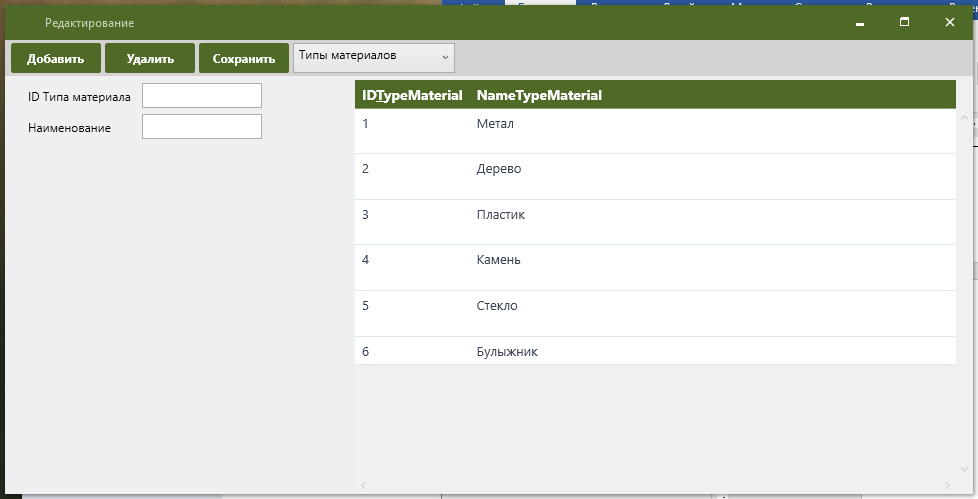 Редактирование
Добавить Удалить Сохранить Типы материалов
ID Типа материала
Наименование
IDTypeMaterial NameTypeMaterial
1 Метал
2 Дерево
3 Пластик
4 Камень
5 Стекло
6 Булыжник